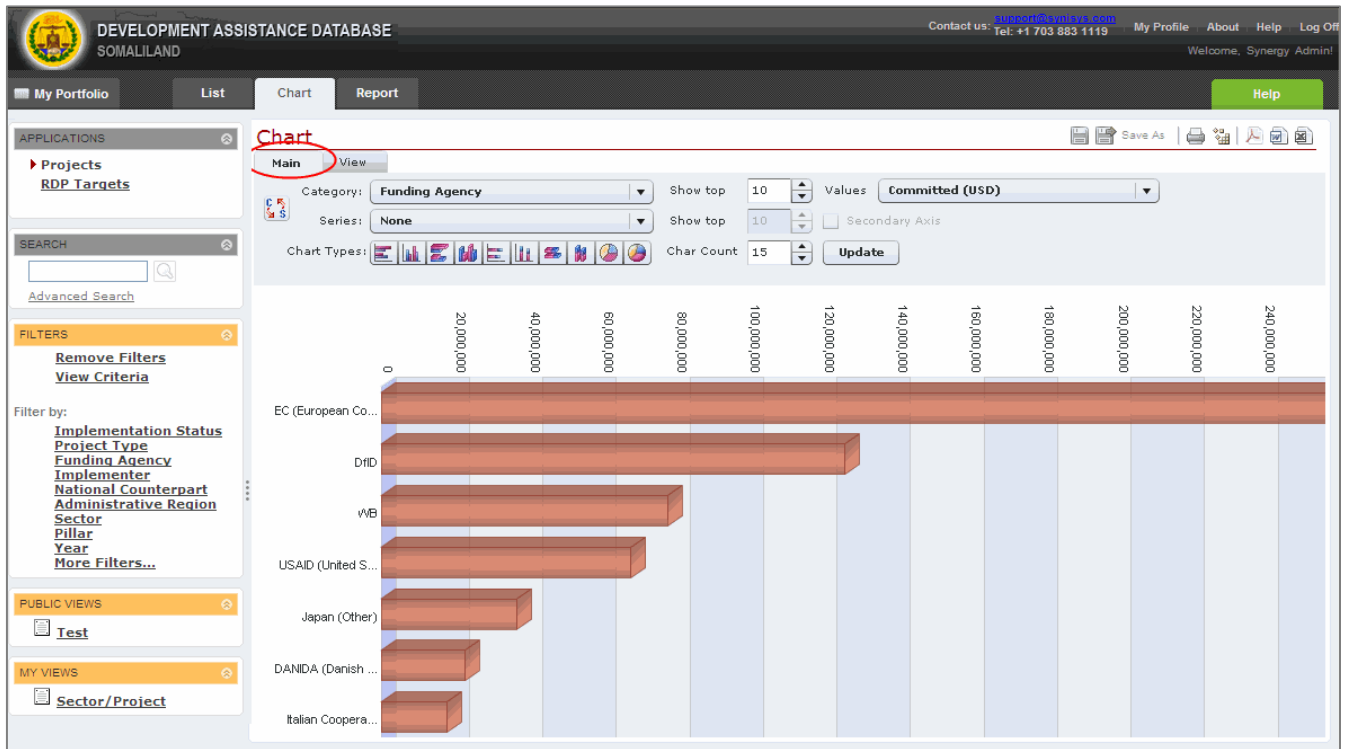 DEVELOPMENT ASSISTANCE DATABASE
SOMALILAND
Contact us: support@synisys.com
Tel: +1 703 883 1119
My Profile About Help Log Off
Welcome, Synergy Admin!
My Portfolio List Chart Report Help
APPLICATIONS
Projects
RDP Targets
SEARCH
Advanced Search
FILTERS
Remove Filters
View Criteria
Filter by:
Implementation Status
Project Type
Funding Agency
Implementer
National Counterpart
Administrative Region
Sector
Pillar
Year
More Filters...
PUBLIC VIEWS
Test
MY VIEWS
Sector/Project
Chart
Save As
Main View
Category: Funding Agency Show top 10 Values Committed (USD)
C S
Series: None Show top 10 Secondary Axis
Chart Types: Char Count 15 Update
0 20,000,000 40,000,000 60,000,000 80,000,000 100,000,000 120,000,000 140,000,000 160,000,000 180,000,000 200,000,000 220,000,000 240,000,000
EC (European Co...
DfID
WB
USAID (United S...
Japan (Other)
DANIDA (Danish ...
Italian Coopera...